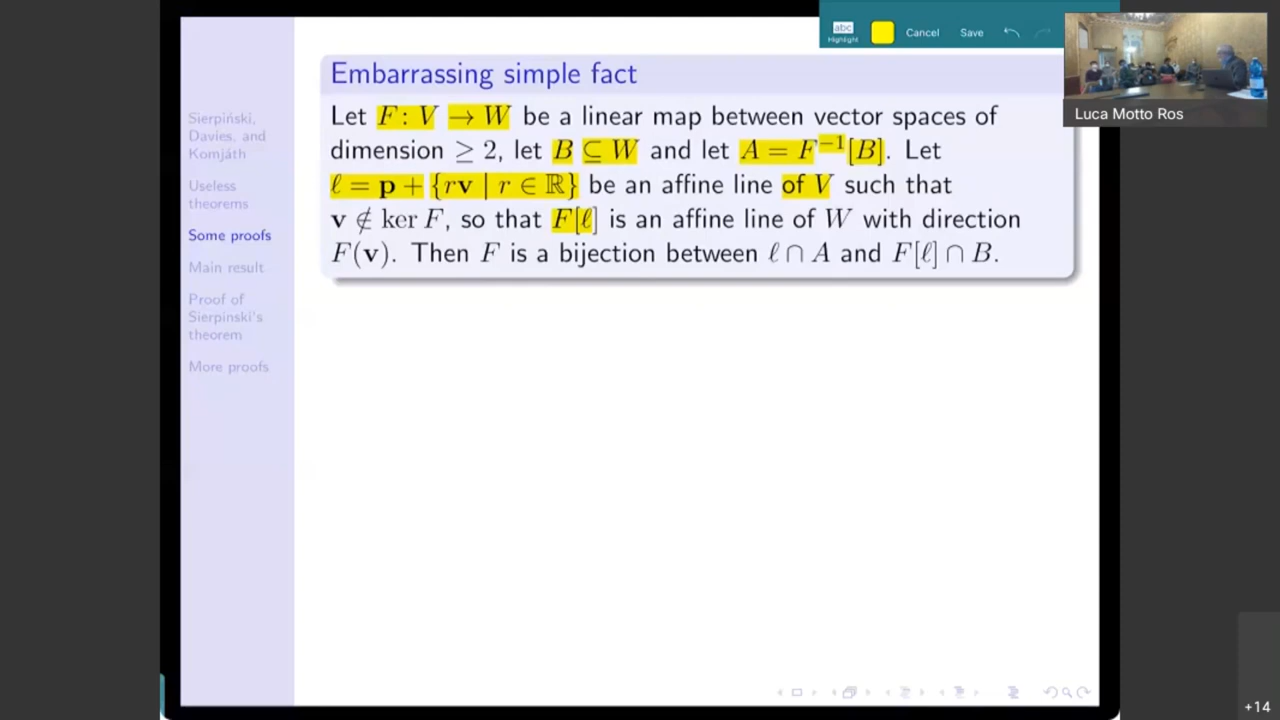 abc
Highlight
Cancel
Save
Luca Motto Ros
Sierpiński,
Davies, and
Komjáth
Useless
theorems
Some proofs
Main result
Proof of
Sierpinski's
theorem
More proofs
Embarrassing simple fact
Let F: V → W be a linear map between vector spaces of
dimension ≥ 2, let B ⊆ W and let A = F⁻¹[B]. Let
ℓ = p + {rv | r ∈ ℝ} be an affine line of V such that
v ∉ ker F, so that F[ℓ] is an affine line of W with direction
F(v). Then F is a bijection between ℓ ∩ A and F[ℓ] ∩ B.
+14